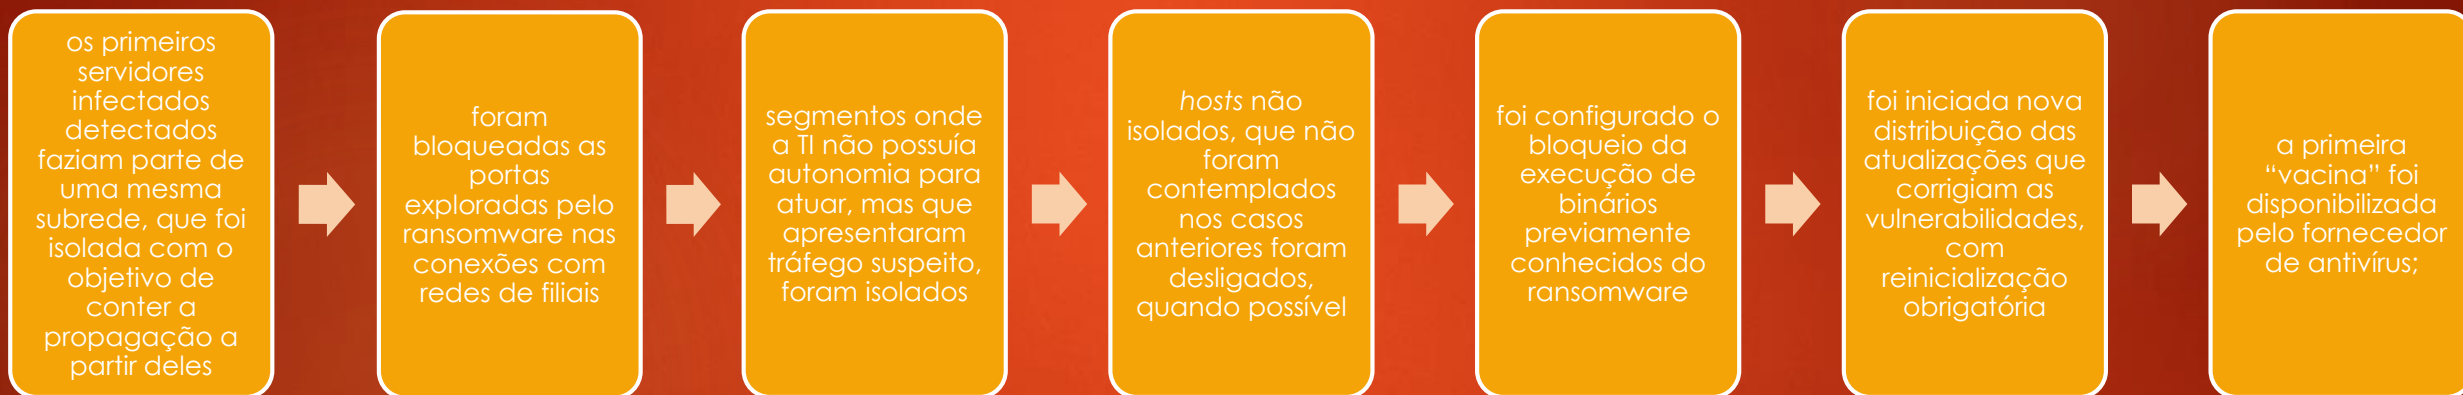 os primeiros
servidores
infectados
detectados
faziam parte de
uma mesma
subrede, que foi
isolada com o
objetivo de
conter a
propagação a
partir deles
foram
bloqueadas as
portas
exploradas pelo
ransomware nas
conexões com
redes de filiais
segmentos onde
a TI não possuía
autonomia para
atuar, mas que
apresentaram
tráfego suspeito,
foram isolados
hosts não
isolados, que não
foram
contemplados
nos casos
anteriores foram
desligados,
quando possível
foi configurado o
bloqueio da
execução de
binários
previamente
conhecidos do
ransomware
foi iniciada nova
distribuição das
atualizações que
corrigiam as
vulnerabilidades,
com
reinicialização
obrigatória
a primeira
“vacina” foi
disponibilizada
pelo fornecedor
de antivírus;